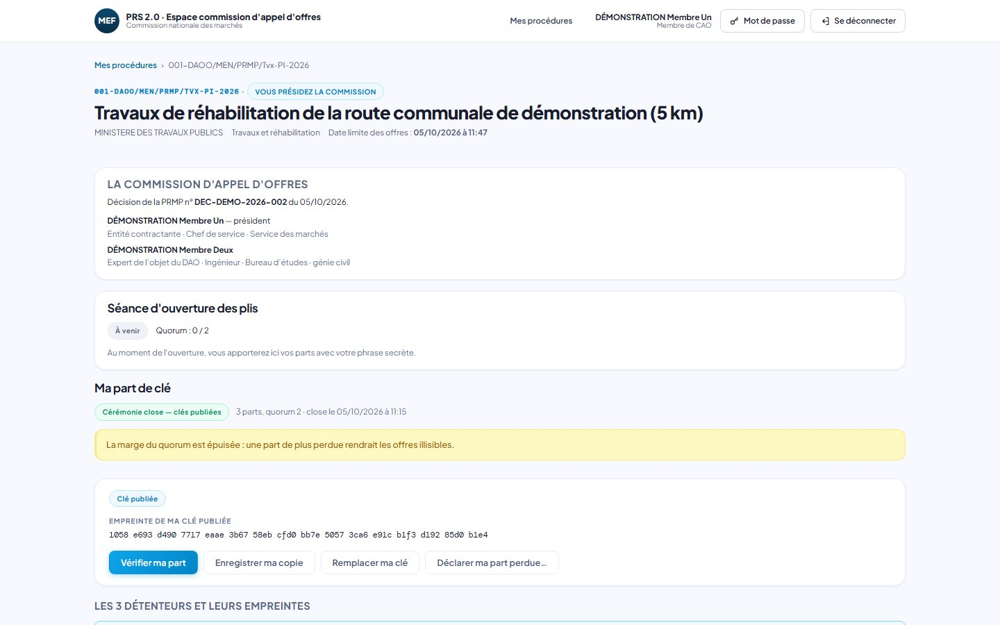 MEF
PRS 2.0 · Espace commission d'appel d'offres
Commission nationale des marchés
Mes procédures
DÉMONSTRATION Membre Un
Membre de CAO
Mot de passe
Se déconnecter
Mes procédures › 001-DAOO/MEN/PRMP/Tvx-PI-2026
001-DAOO/MEN/PRMP/TVX-PI-2026 · VOUS PRÉSIDEZ LA COMMISSION
Travaux de réhabilitation de la route communale de démonstration (5 km)
MINISTERE DES TRAVAUX PUBLICS Travaux et réhabilitation Date limite des offres : 05/10/2026 à 11:47
LA COMMISSION D'APPEL D'OFFRES
Décision de la PRMP n° DEC-DEMO-2026-002 du 05/10/2026.
DÉMONSTRATION Membre Un — président
Entité contractante · Chef de service · Service des marchés
DÉMONSTRATION Membre Deux
Expert de l'objet du DAO · Ingénieur · Bureau d'études · génie civil
Séance d'ouverture des plis
À venir Quorum : 0 / 2
Au moment de l'ouverture, vous apporterez ici vos parts avec votre phrase secrète.
Ma part de clé
Cérémonie close — clés publiées 3 parts, quorum 2 · close le 05/10/2026 à 11:15
La marge du quorum est épuisée : une part de plus perdue rendrait les offres illisibles.
Clé publiée
EMPREINTE DE MA CLÉ PUBLIÉE
1058 e693 d490 7717 eaae 3b67 58eb cfd0 bb7e 5057 3ca6 e91c b1f3 d192 85d0 b1e4
Vérifier ma part Enregistrer ma copie Remplacer ma clé Déclarer ma part perdue…
LES 3 DÉTENTEURS ET LEURS EMPREINTES